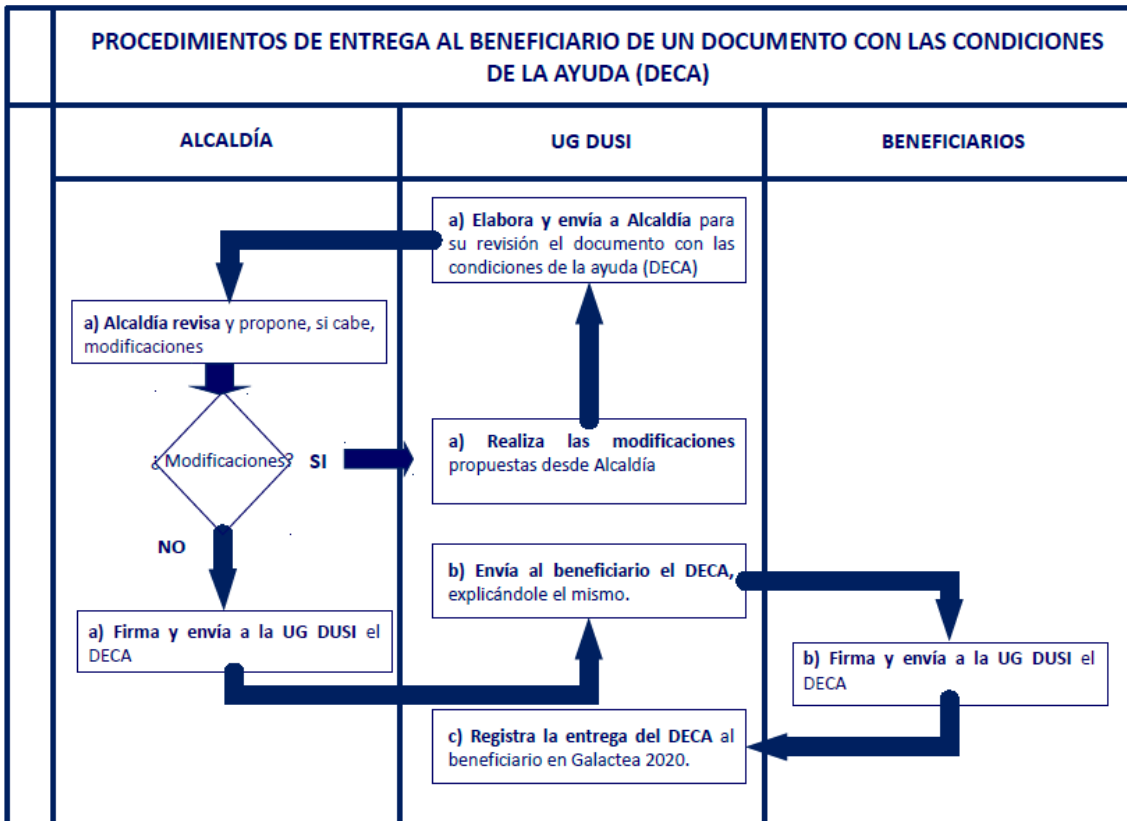 PROCEDIMIENTOS DE ENTREGA AL BENEFICIARIO DE UN DOCUMENTO CON LAS CONDICIONES
DE LA AYUDA (DECA)
ALCALDÍA
UG DUSI
BENEFICIARIOS
a) Elabora y envía a Alcaldía para
su revisión el documento con las
condiciones de la ayuda (DECA)
a) Alcaldía revisa y propone, si cabe,
modificaciones
¿ Modificaciones?
SI
a) Realiza las modificaciones
propuestas desde Alcaldía
NO
a) Firma y envía a la UG DUSI el
DECA
b) Envía al beneficiario el DECA,
explicándole el mismo.
b) Firma y envía a la UG DUSI el
DECA
c) Registra la entrega del DECA al
beneficiario en Galactea 2020.